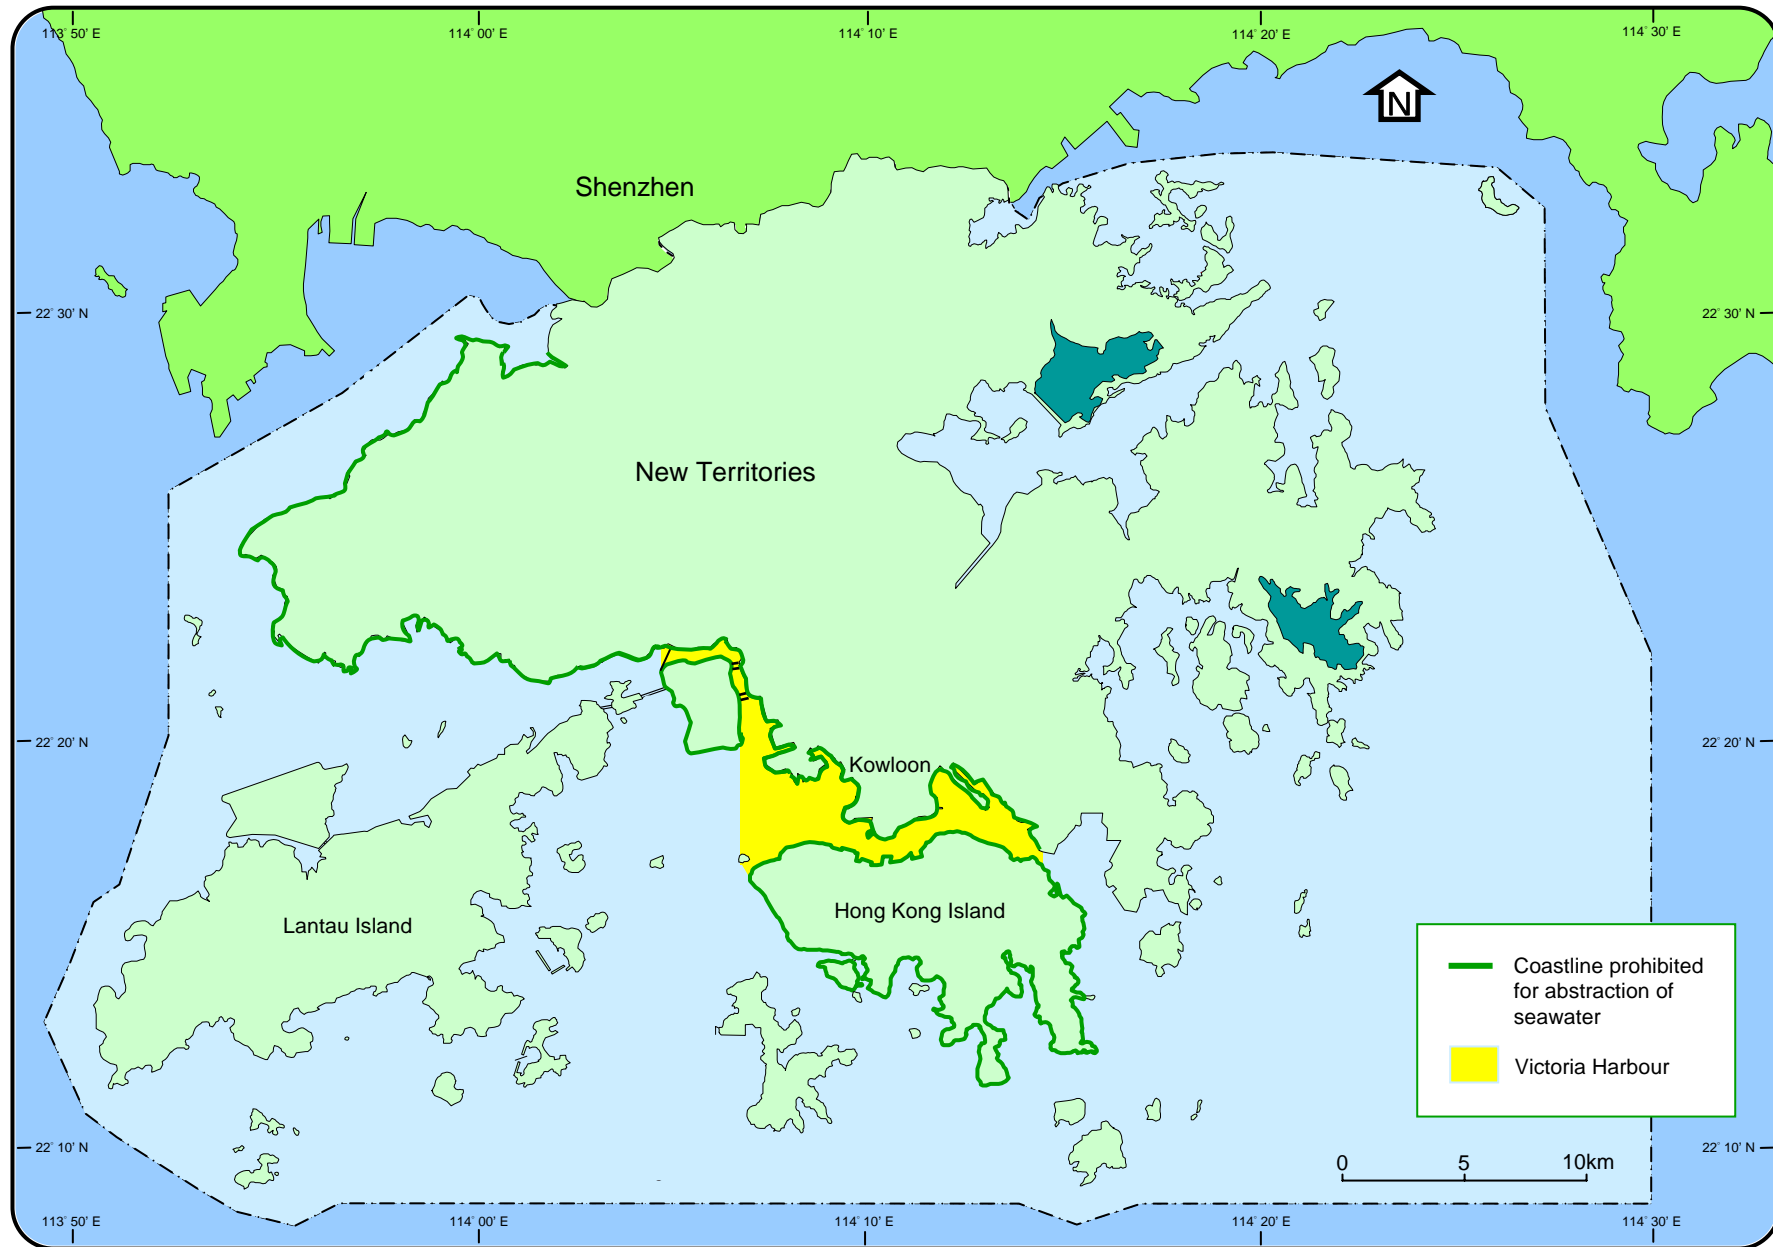 113° 50' E
114° 00' E
114° 10' E
114° 20' E
114° 30' E
N
Shenzhen
22° 30' N
22° 30' N
New Territories
22° 20' N
22° 20' N
Kowloon
Hong Kong Island
Lantau Island
Coastline prohibited
for abstraction of
seawater
Victoria Harbour
22° 10' N
22° 10' N
0 5 10km
113° 50' E
114° 00' E
114° 10' E
114° 20' E
114° 30' E